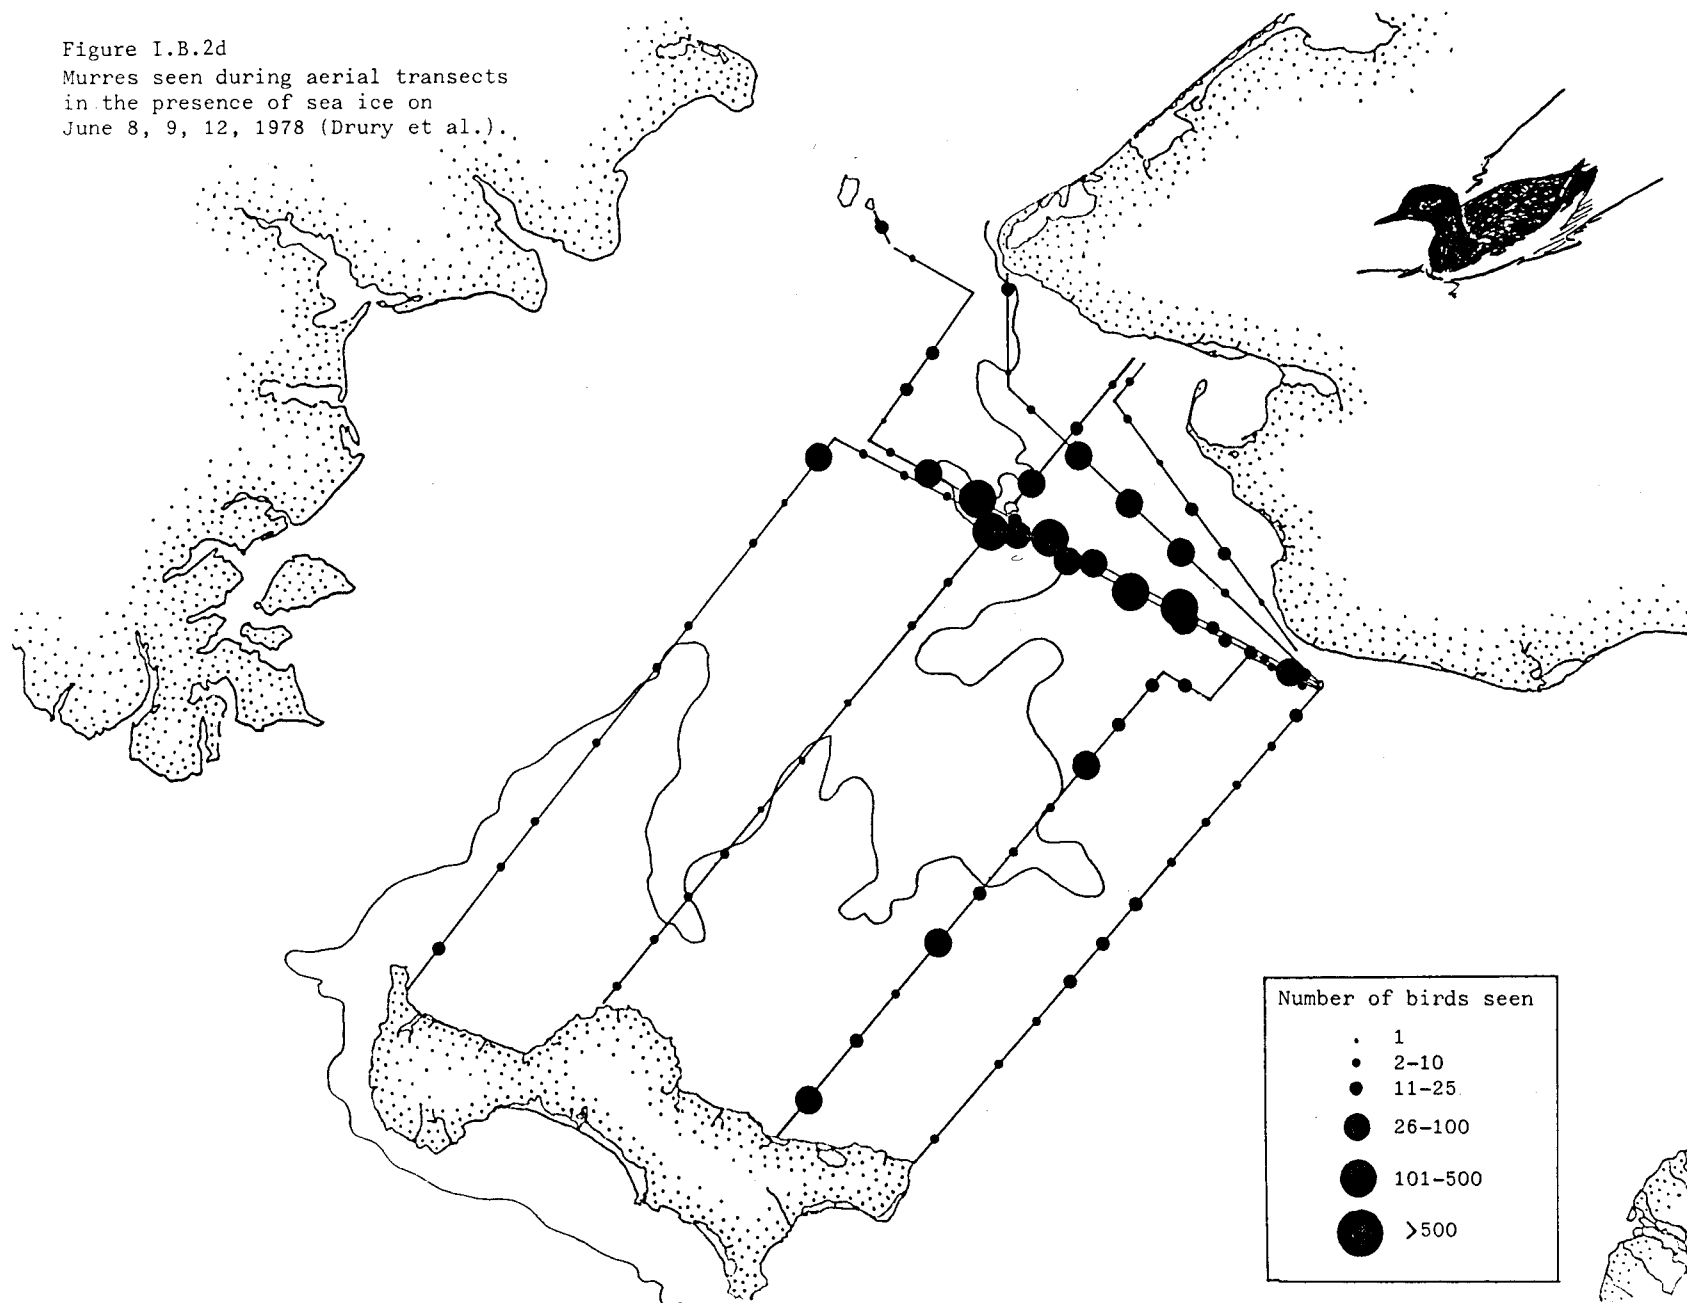 Figure I.B.2d
Murres seen during aerial transects
in the presence of sea ice on
June 8, 9, 12, 1978 (Drury et al.).
Number of birds seen
1
2-10
11-25
26-100
101-500
>500